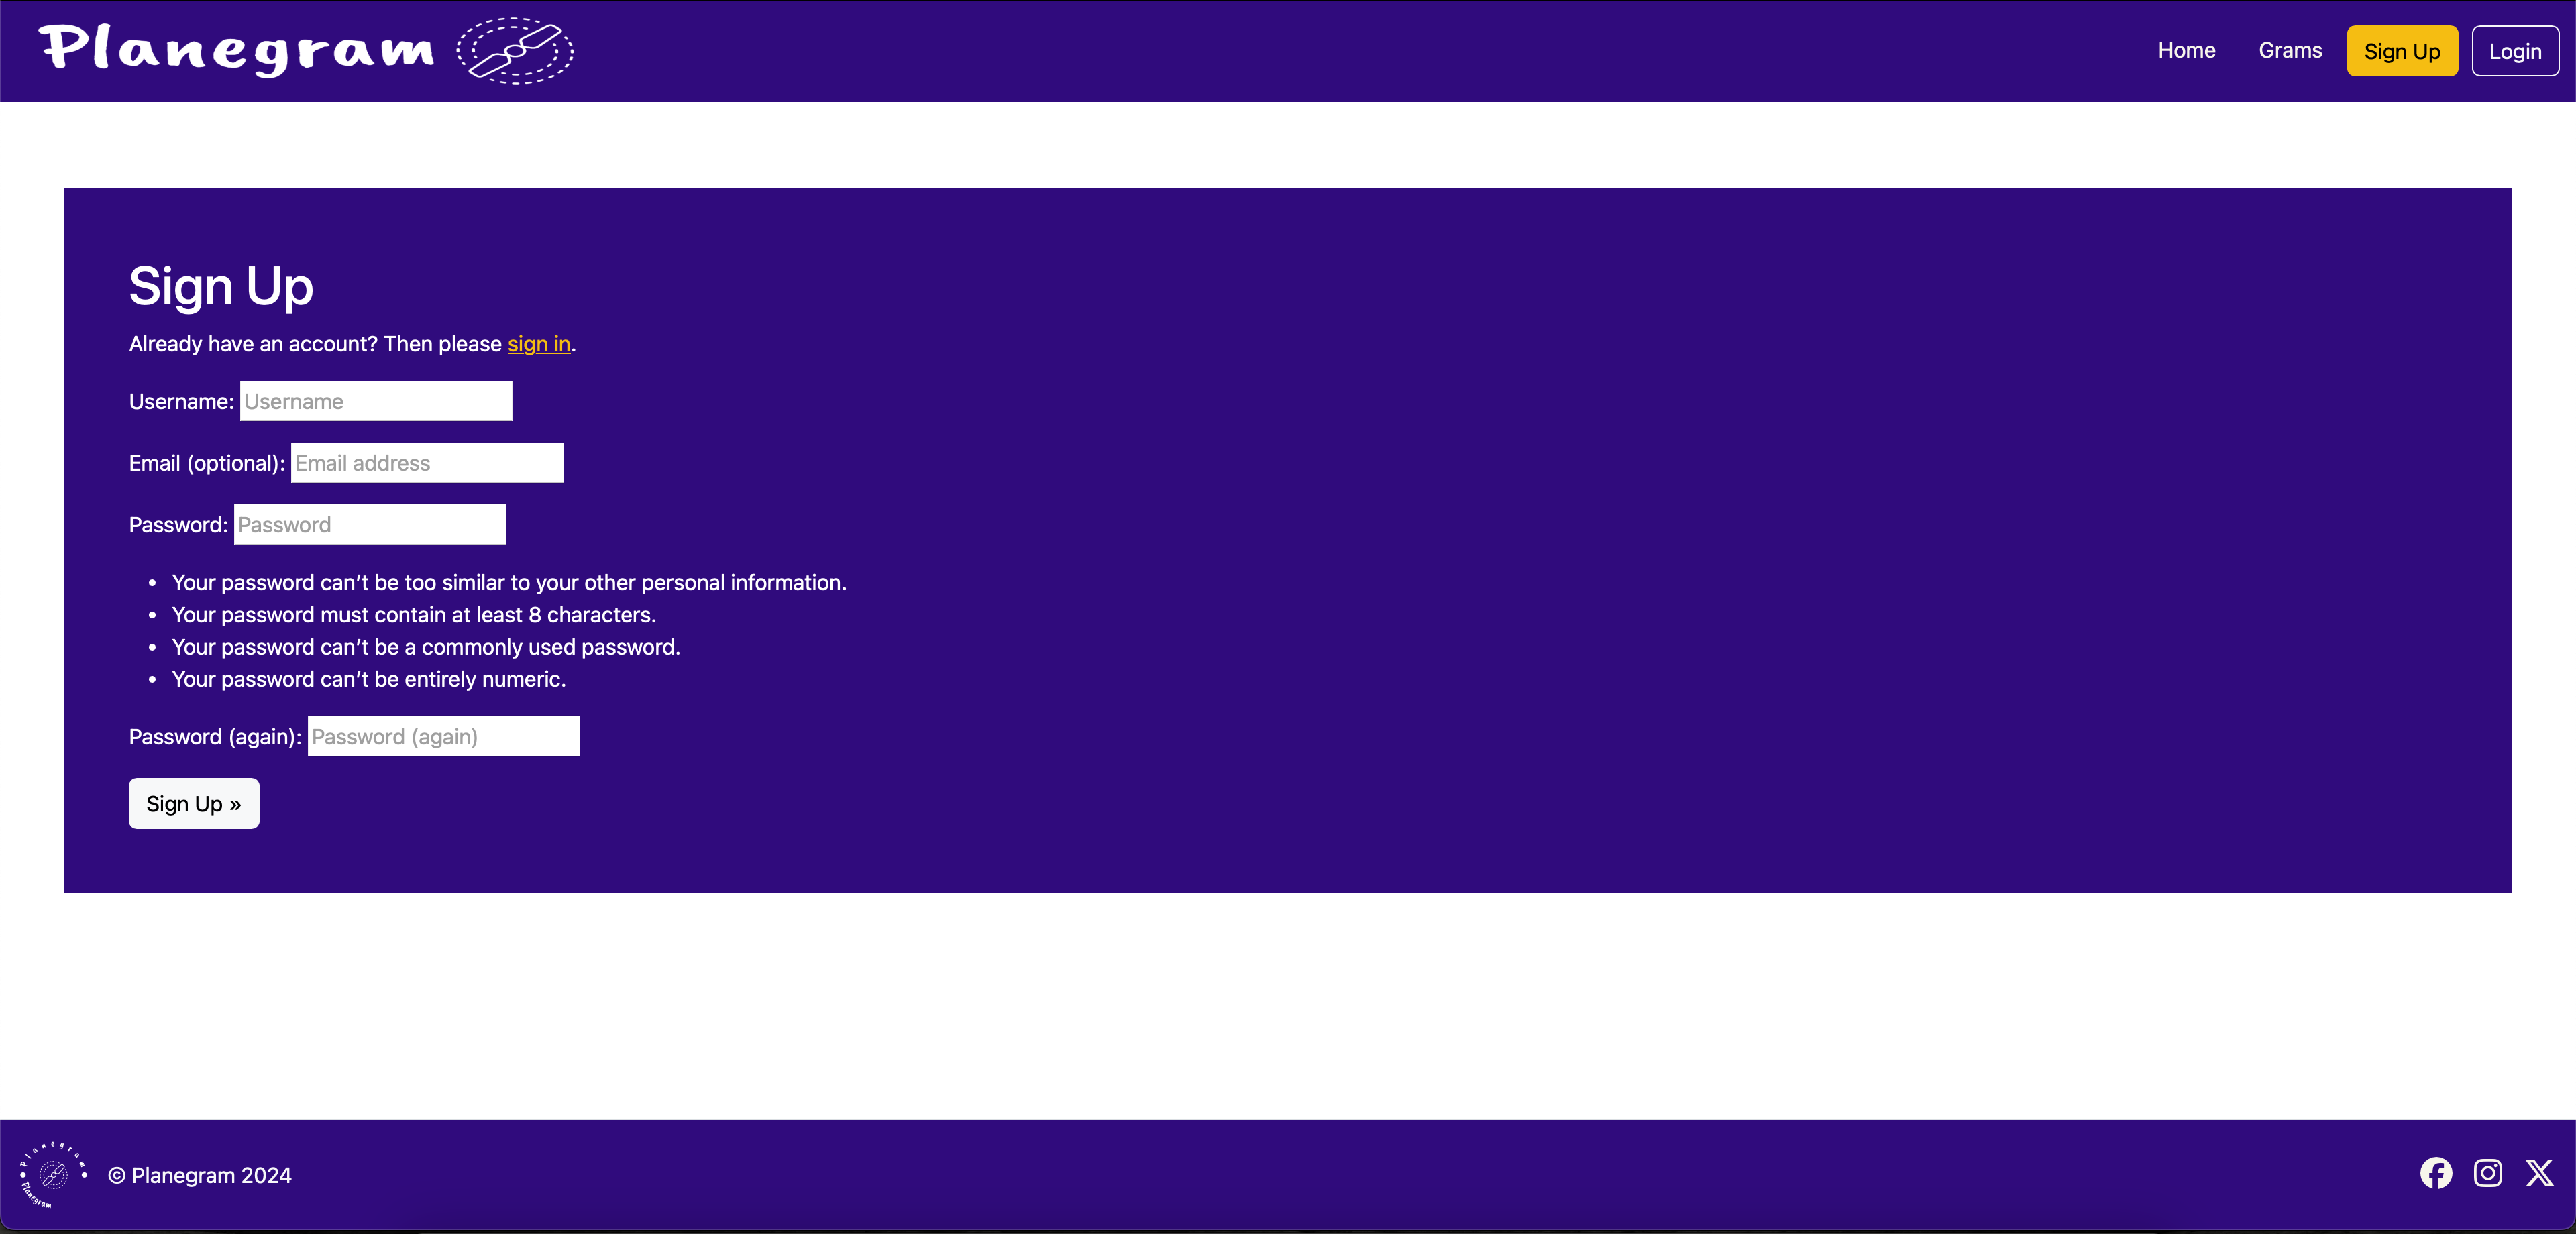 Planegram
Home Grams Sign Up Login
Sign Up
Already have an account? Then please sign in.
Username: Username
Email (optional): Email address
Password: Password
• Your password can’t be too similar to your other personal information.
• Your password must contain at least 8 characters.
• Your password can’t be a commonly used password.
• Your password can’t be entirely numeric.
Password (again): Password (again)
Sign Up »
Planegram
Planegram
© Planegram 2024